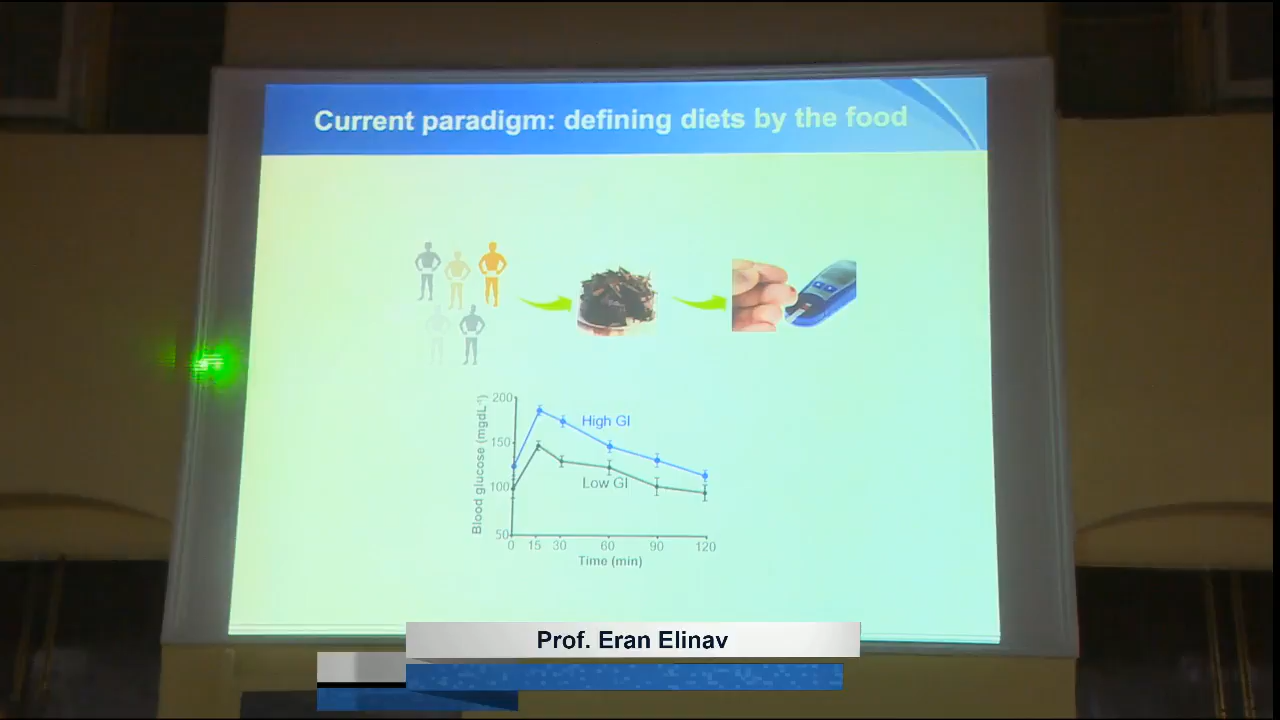 Current paradigm: defining diets by the food
200
150
100
50
Blood glucose (mgdL⁻¹)
High GI
Low GI
0 15 30 60 90 120
Time (min)
Prof. Eran Elinav